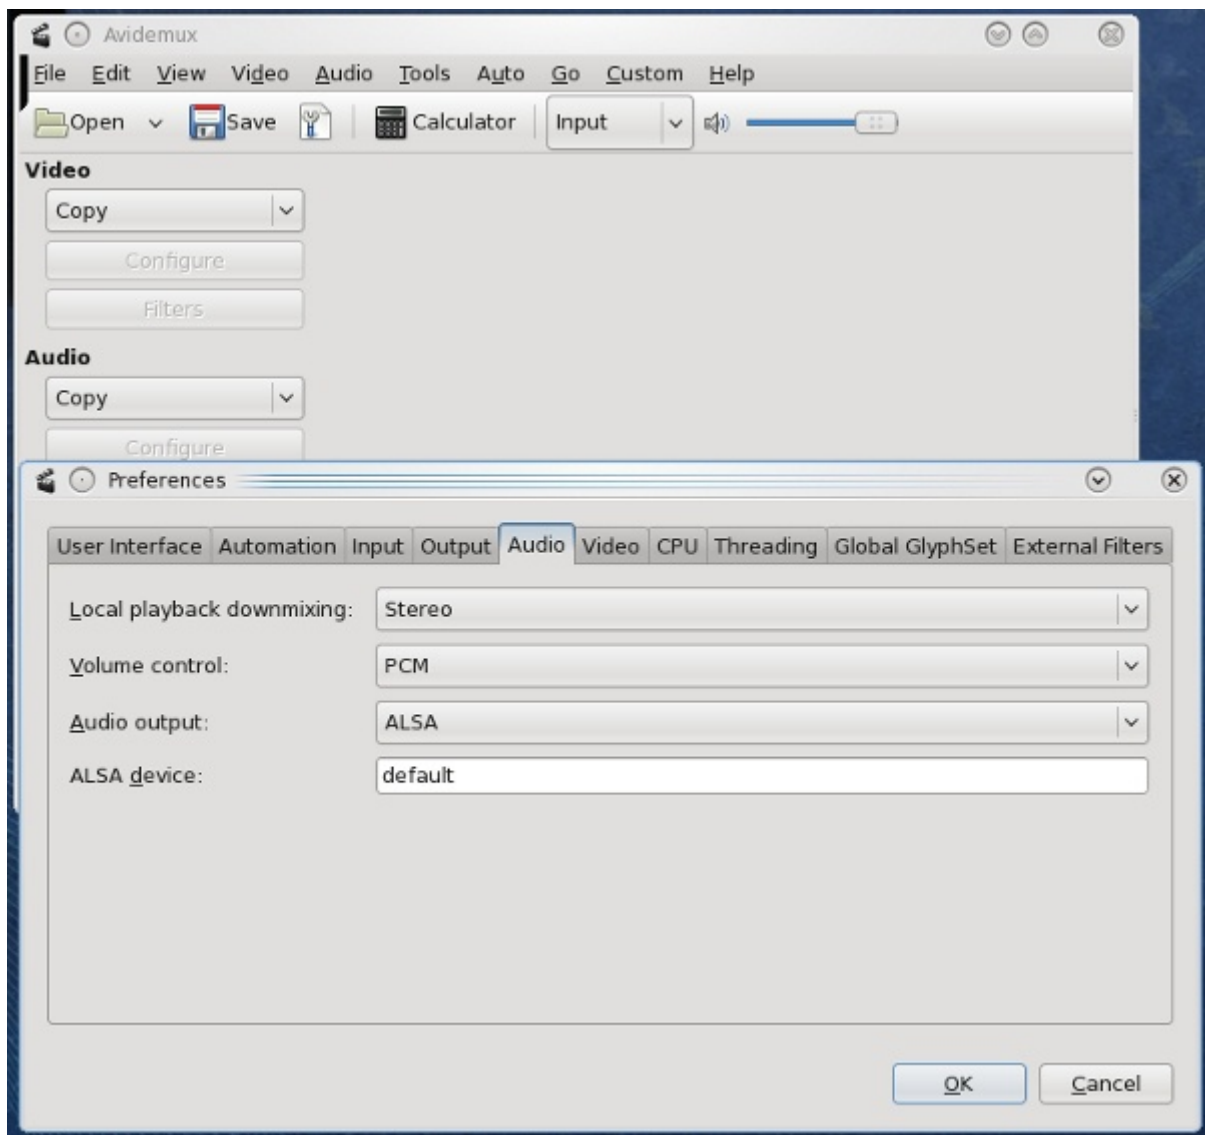 Avidemux
File Edit View Video Audio Tools Auto Go Custom Help
Open Save Calculator Input
Video
Copy
Configure
Filters
Audio
Copy
Configure
Preferences
User Interface Automation Input Output Audio Video CPU Threading Global GlyphSet External Filters
Local playback downmixing: Stereo
Volume control: PCM
Audio output: ALSA
ALSA device: default
OK Cancel